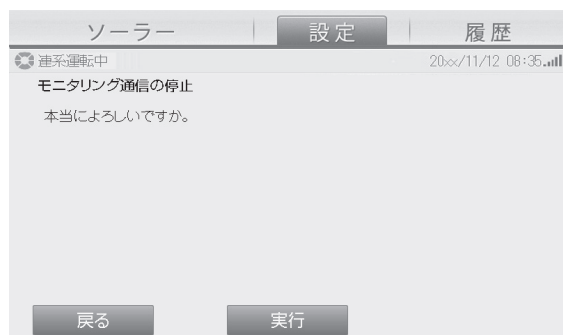 ソーラー 設定 履歴
連系運転中 20xx/11/12 08:35
モニタリング通信の停止
本当によろしいですか。
戻る 実行